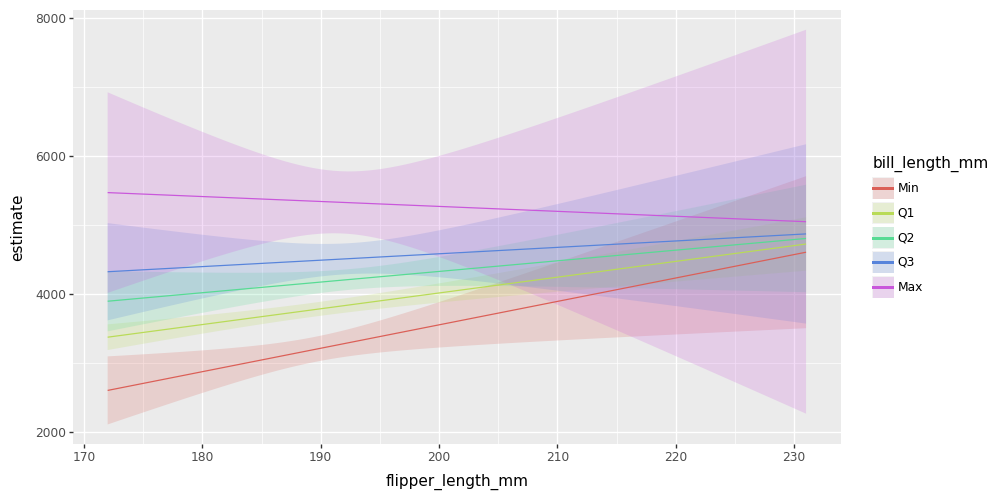 8000
6000
4000
2000
estimate
170 180 190 200 210 220 230
flipper_length_mm
bill_length_mm
Min
Q1
Q2
Q3
Max